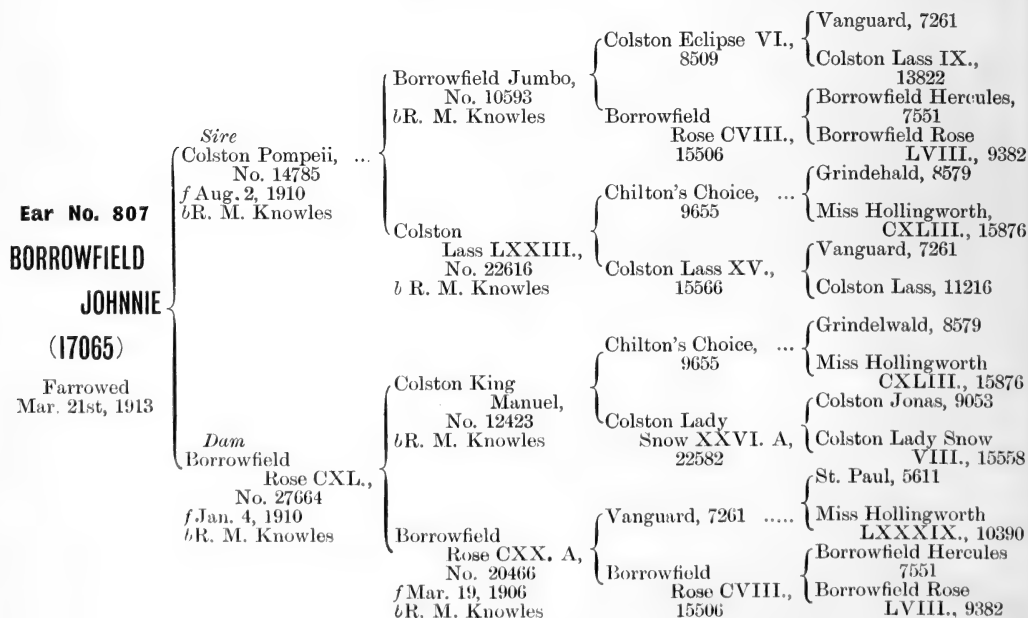 Ear No. 807
BORROWFIELD
JOHNNIE
(17065)
Farrowed
Mar. 21st, 1913
Sire
Colston Pompeii, ...
No. 14785
f Aug. 2, 1910
bR. M. Knowles
Dam
Borrowfield
Rose CXL.,
No. 27664
f Jan. 4, 1910
bR. M. Knowles
Borrowfield Jumbo,
No. 10593
bR. M. Knowles
Colston
Lass LXXIII.,
No. 22616
b R. M. Knowles
Colston King
Manuel,
No. 12423
bR. M. Knowles
Borrowfield
Rose CXX. A,
No. 20466
f Mar. 19, 1906
bR. M. Knowles
Colston Eclipse VI.,
8509
Borrowfield
Rose CVIII.,
15506
Chilton's Choice, ...
9655
Colston Lass XV.,
15566
Chilton's Choice, ...
9655
Colston Lady
Snow XXVI. A,
22582
Vanguard, 7261 .....
Borrowfield
Rose CVIII.,
15506
Vanguard, 7261
Colston Lass IX.,
13822
Borrowfield Hercules,
7551
Borrowfield Rose
LVIII., 9382
Grindehald, 8579
Miss Hollingworth,
CXLIII., 15876
Vanguard, 7261
Colston Lass, 11216
Grindelwald, 8579
Miss Hollingworth
CXLIII., 15876
Colston Jonas, 9053
Colston Lady Snow
VIII., 15558
St. Paul, 5611
Miss Hollingworth
LXXXIX., 10390
Borrowfield Hercules
7551
Borrowfield Rose
LVIII., 9382